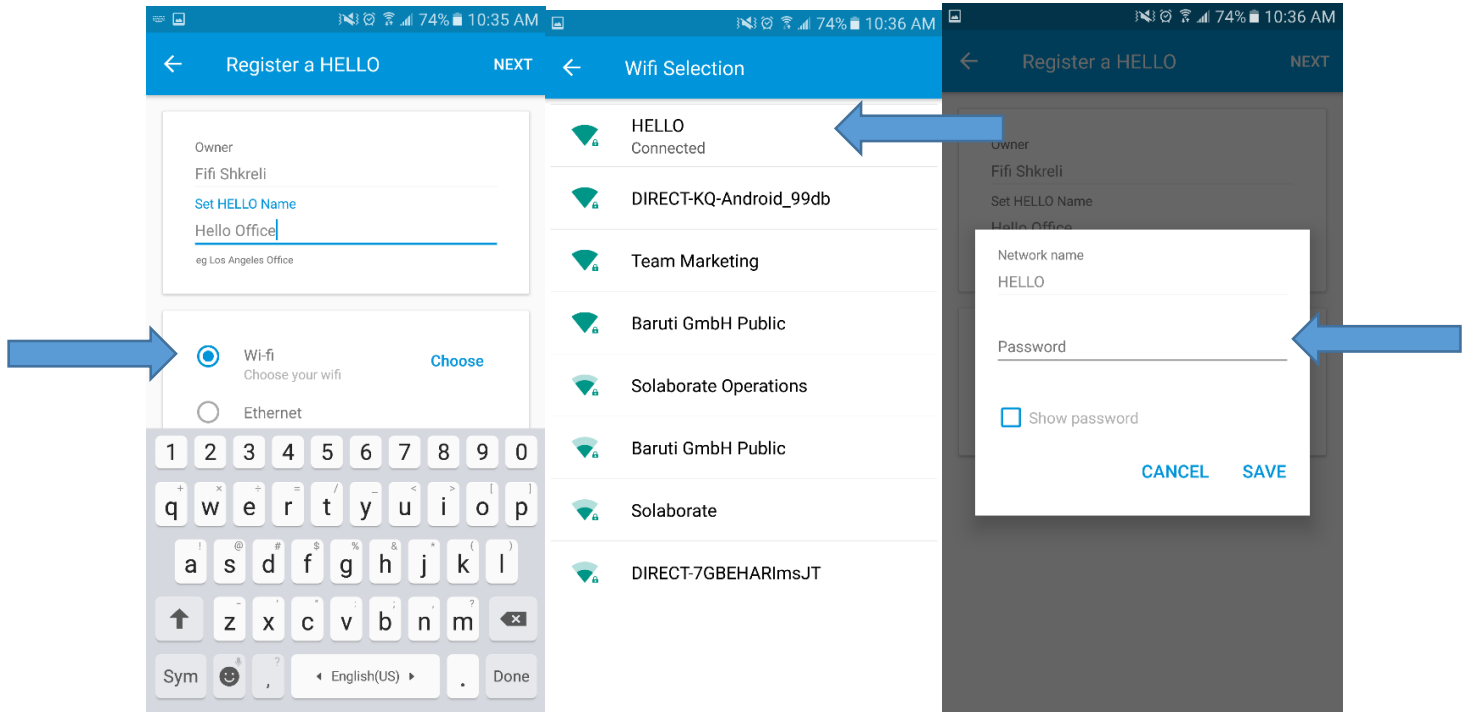 74% 10:35 AM
Register a HELLO NEXT
Owner
Fifi Shkreli
Set HELLO Name
Hello Office
eg Los Angeles Office
Wi-fi
Choose your wifi
Choose
Ethernet
1 2 3 4 5 6 7 8 9 0
+ × ÷ = / _ < > [ ]
q w e r t y u i o p
! @ # $ % & * ( )
a s d f g h j k l
- ' " : ; , ?
z x c v b n m
Sym , ? English(US) . Done
74% 10:36 AM
Wifi Selection
HELLO
Connected
DIRECT-KQ-Android_99db
Team Marketing
Baruti GmbH Public
Solaborate Operations
Baruti GmbH Public
Solaborate
DIRECT-7GBEHARImsJT
74% 10:36 AM
Register a HELLO NEXT
Owner
Fifi Shkreli
Set HELLO Name
Hello Office
Network name
HELLO
Password
Show password
CANCEL SAVE